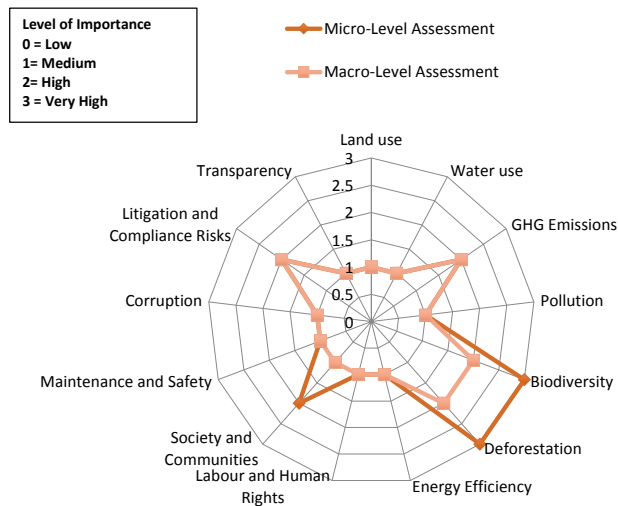 Level of Importance
0 = Low
1= Medium
2= High
3 = Very High
Micro-Level Assessment
Macro-Level Assessment
Land use
Water use
GHG Emissions
Pollution
Biodiversity
Deforestation
Energy Efficiency
Labour and Human
Rights
Society and
Communities
Maintenance and Safety
Corruption
Litigation and
Compliance Risks
Transparency
3
2.5
2
1.5
1
0.5
0